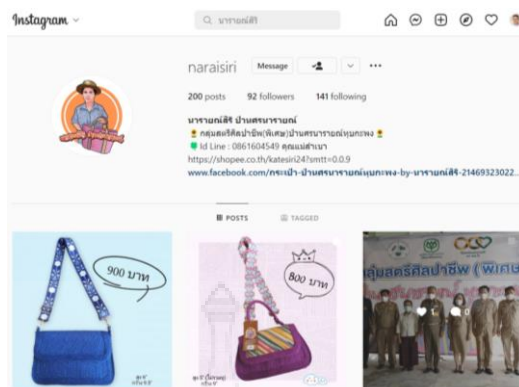 Instagram
นารายณ์สิริ
naraisiri Message
200 posts 92 followers 141 following
นารายณ์สิริ ป่านศรนารายณ์
กลุ่มสตรีศิลปาชีพ(พิเศษ)ป่านศรนารายณ์หุบกะพง
Id Line : 0861604549 คุณแม่สำเนา
https://shopee.co.th/katesiri24?smtt=0.0.9
www.facebook.com/กระเป๋า-ป่านศรนารายณ์หุบกะพง-by-นารายณ์สิริ-21469323022...
POSTS TAGGED
900 บาท
800 บาท
กลุ่มสตรีศิลปาชีพ (พิเศษ)